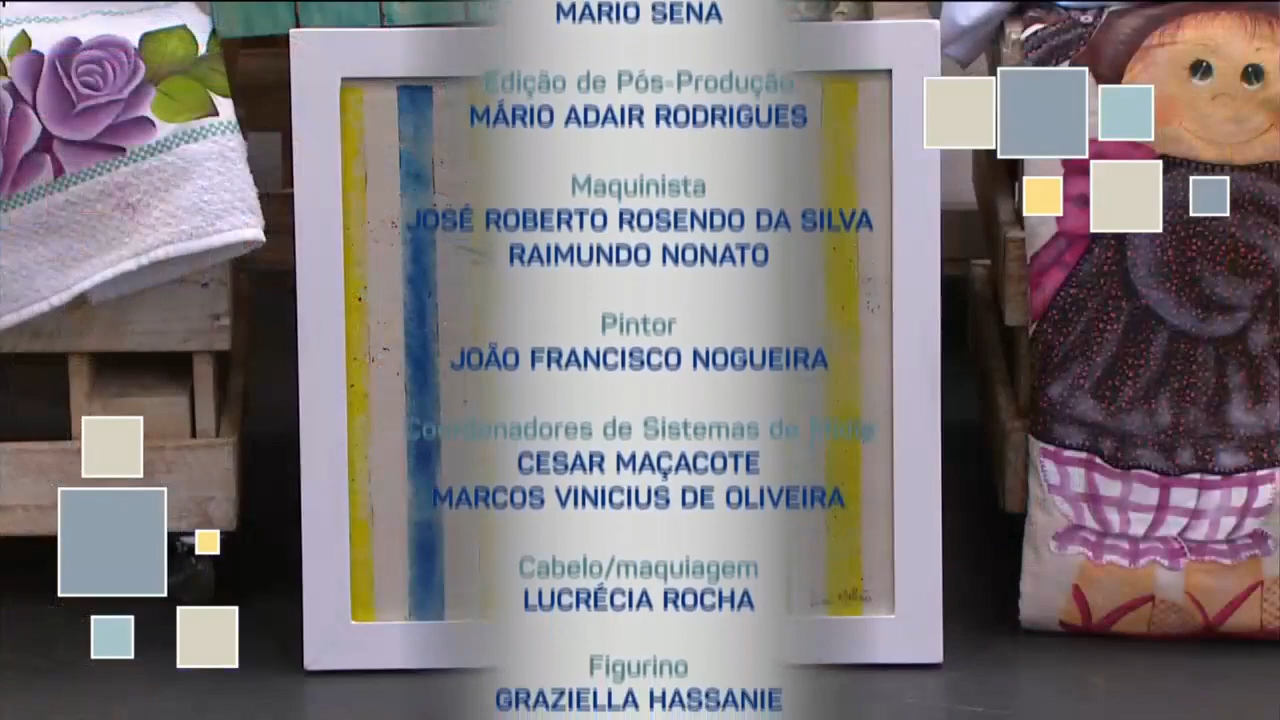 MARIO SENA
Edição de Pós-Produção
MÁRIO ADAIR RODRIGUES
Maquinista
JOSÉ ROBERTO ROSENDO DA SILVA
RAIMUNDO NONATO
Pintor
JOÃO FRANCISCO NOGUEIRA
Coordenadores de Sistemas de Mídia
CESAR MAÇACOTE
MARCOS VINICIUS DE OLIVEIRA
Cabelo/maquiagem
LUCRÉCIA ROCHA
Figurino
GRAZIELLA HASSANIE